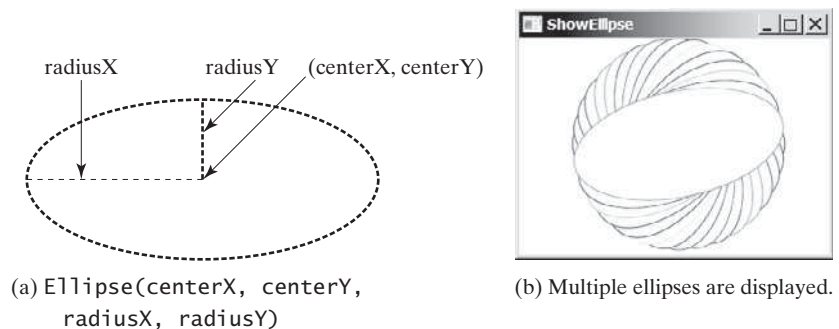 radiusX
radiusY
(centerX, centerY)
(a) Ellipse(centerX, centerY,
radiusX, radiusY)
ShowEllipse
(b) Multiple ellipses are displayed.